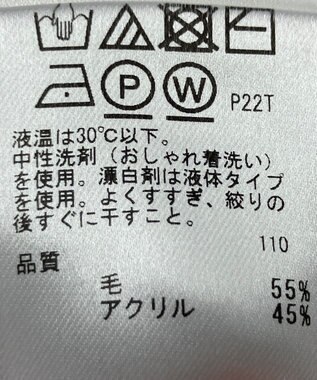 P W P22T
液温は30℃以下。
中性洗剤（おしゃれ着洗い）
を使用。漂白剤は液体タイプ
を使用。よくすすぎ、絞りの
後すぐに干すこと。
110
品質
毛 55%
アクリル 45%